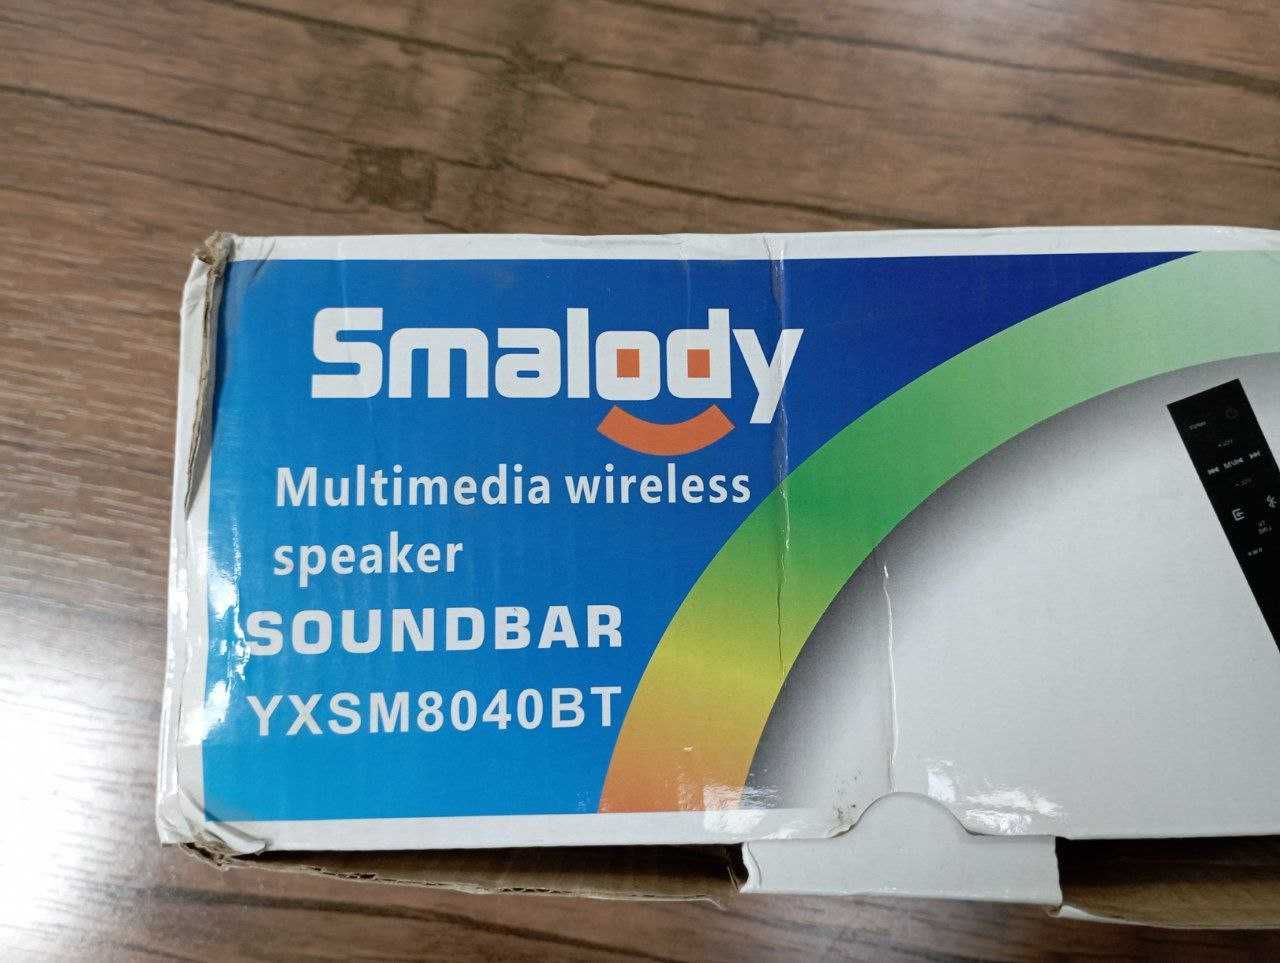 Smalody
Multimedia wireless
speaker
SOUNDBAR
YXSM8040BT